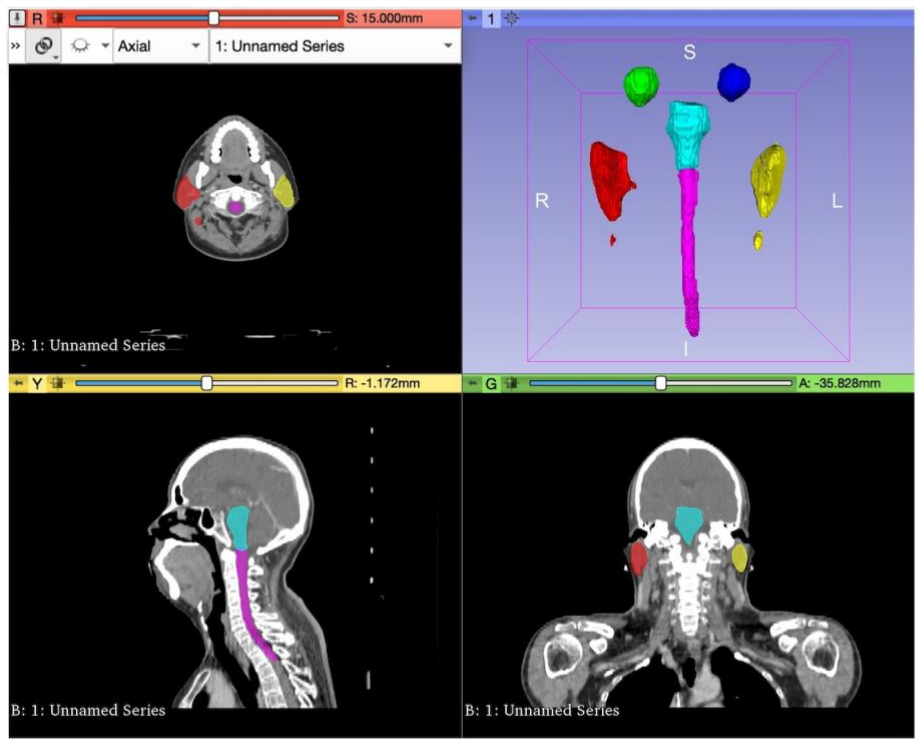 R S: 15.000mm
» Axial 1: Unnamed Series
B: 1: Unnamed Series
1
S
R L
I
Y R: -1.172mm
B: 1: Unnamed Series
G A: -35.828mm
B: 1: Unnamed Series